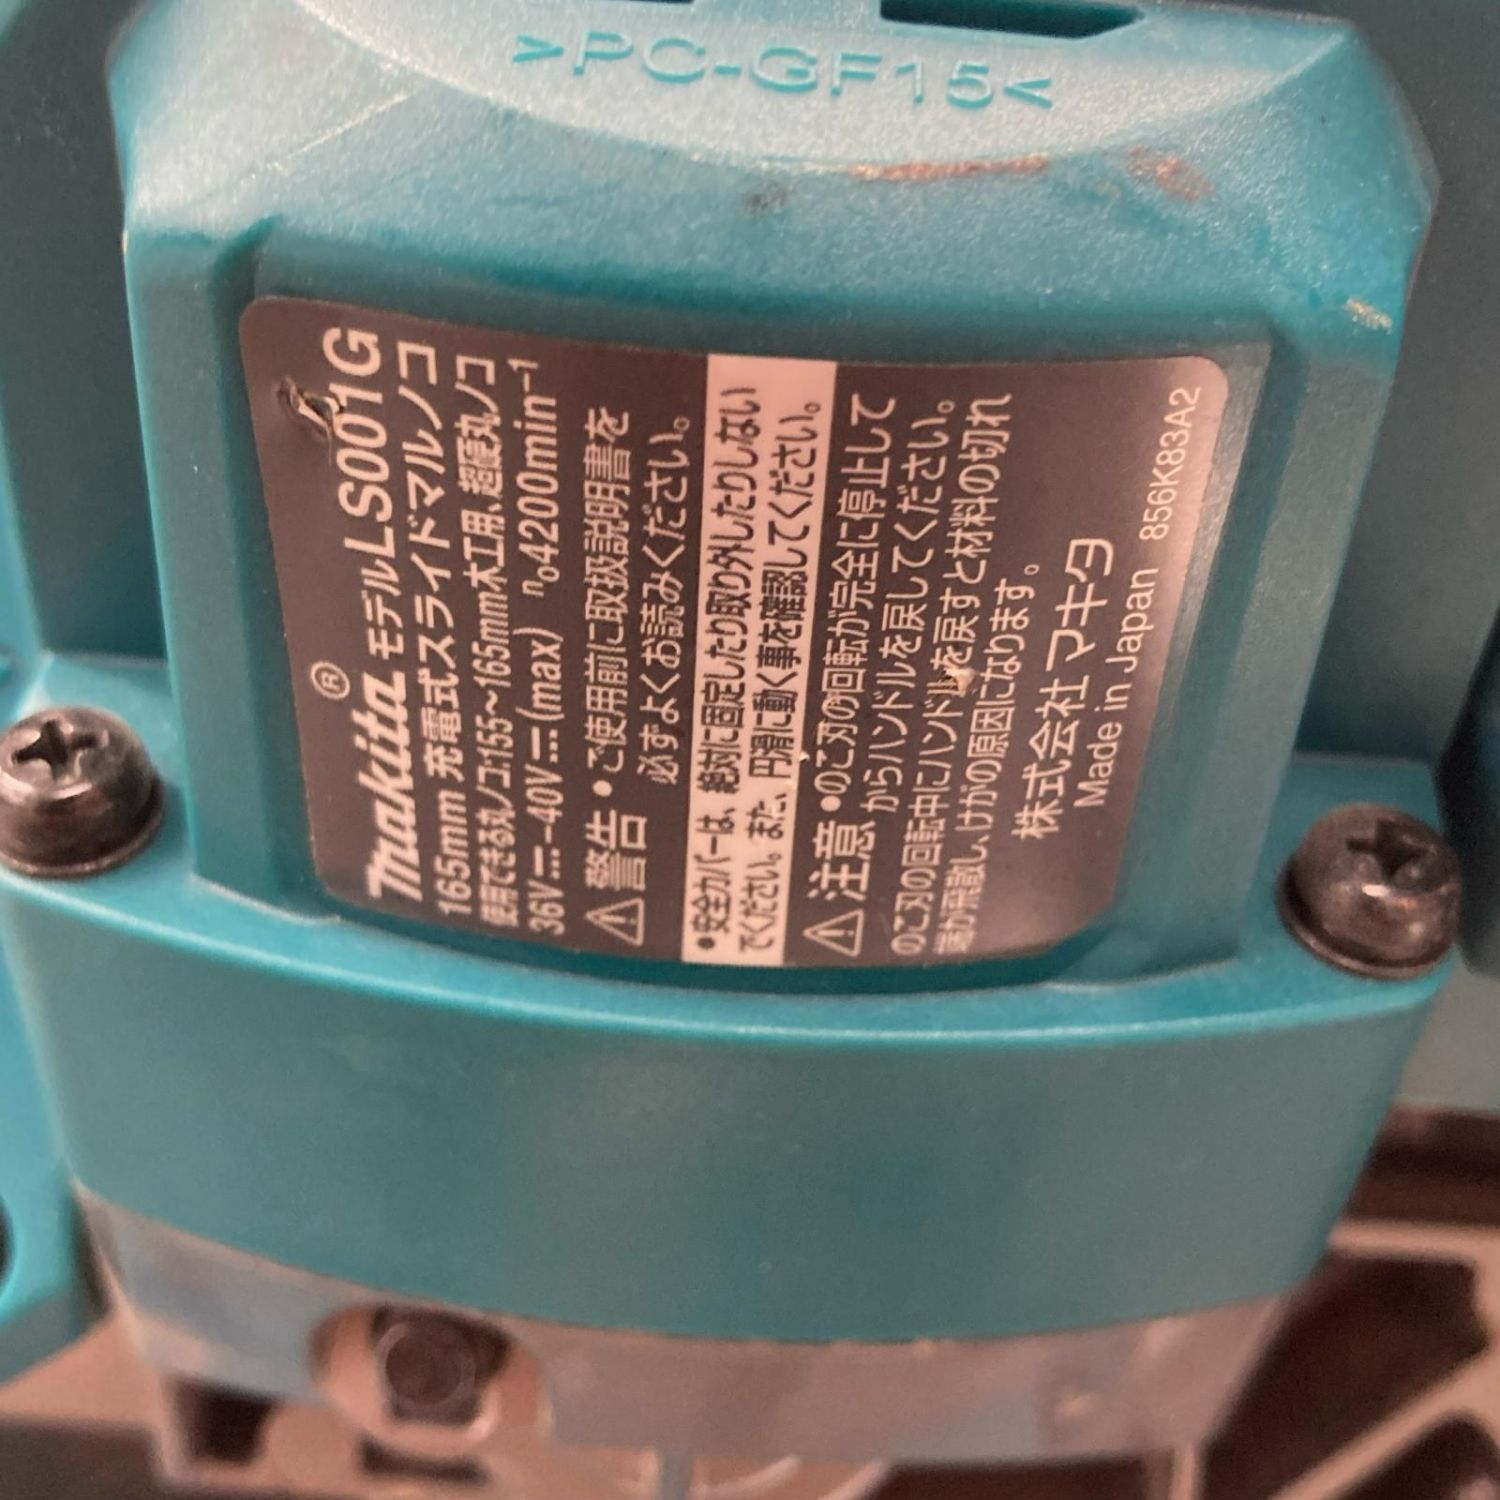 >PC-GF15<
makita® モデルLS001G
165mm 充電式スライドマルノコ
使用できる丸ノコ:155~165mm木工用、超硬丸ノコ
36V⎓-40V⎓(max) n₀4200min⁻¹
⚠警告 •ご使用前に取扱説明書を
必ずよくお読みください。
•安全カバーは、絶対に固定したり取り外したりしない
でください。また、円滑に動く事を確認してください。
⚠注意 •のこ刃の回転が完全に停止して
からハンドルを戻してください。
のこ刃の回転中にハンドルを戻すと材料の切れ
端が飛散し、けがの原因になります。
株式会社マキタ
Made in Japan 856K83A2